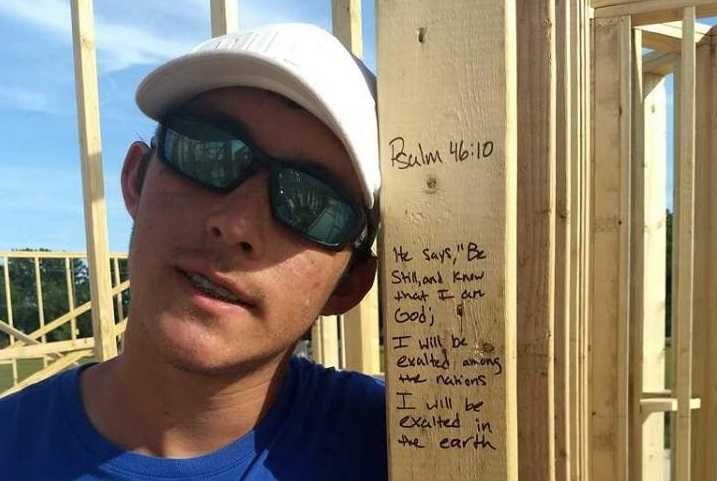 Psalm 46:10
He says, "Be
Still, and know
that I am
God;
I will be
exalted among
the nations
I will be
exalted in
the earth